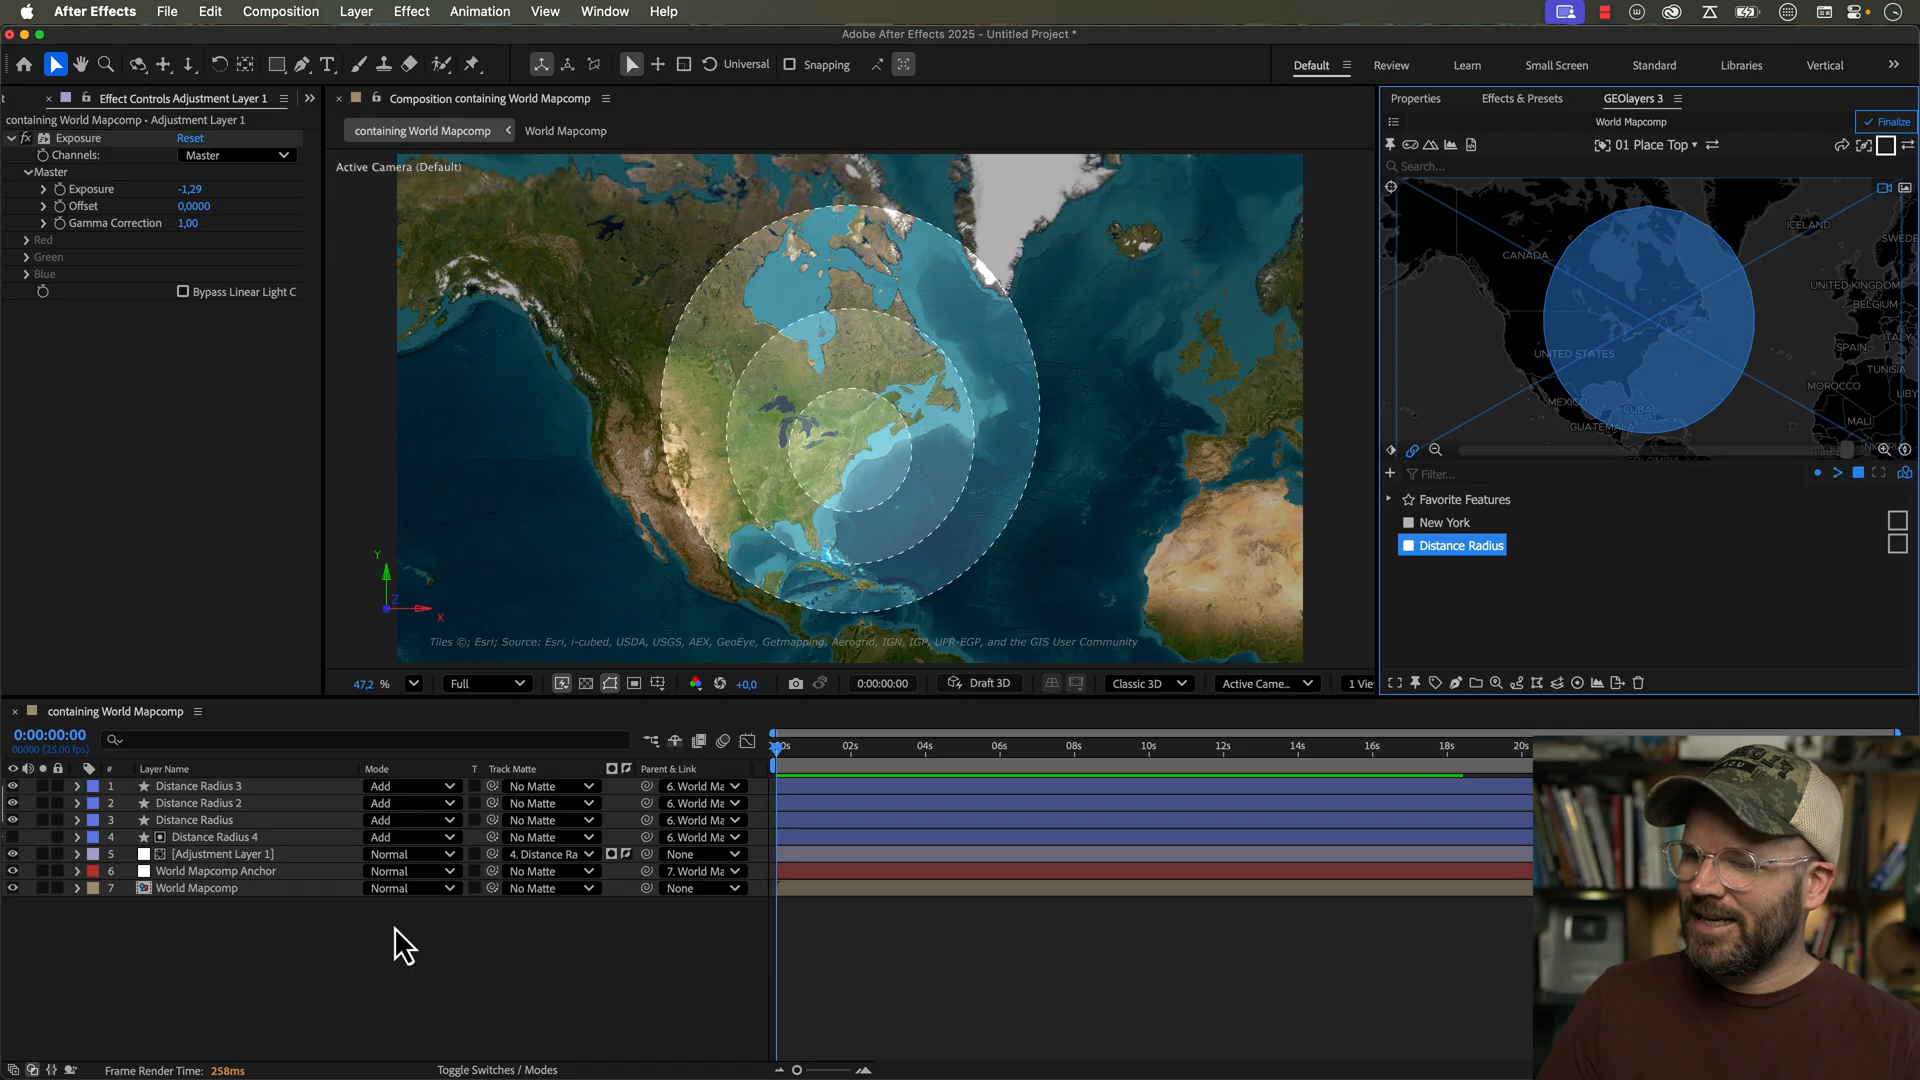 After Effects File Edit Composition Layer Effect Animation View Window Help
Adobe After Effects 2025 - Untitled Project *
Universal Snapping Default Review Learn Small Screen Standard Libraries Vertical
Effect Controls Adjustment Layer 1
containing World Mapcomp • Adjustment Layer 1
fx Exposure Reset
Channels: Master
Master
Exposure -1,29
Offset 0,0000
Gamma Correction 1,00
Red
Green
Blue
Bypass Linear Light C
Composition containing World Mapcomp
containing World Mapcomp World Mapcomp
Active Camera (Default)
Y
Z
X
Tiles ©; Esri; Source: Esri, i-cubed, USDA, USGS, AEX, GeoEye, Getmapping, Aerogrid, IGN, IGP, UPR-EGP, and the GIS User Community
47,2 % Full +0,0 0:00:00:00 Draft 3D Classic 3D Active Came... 1 Vie
Properties Effects & Presets GEOlayers 3
World Mapcomp Finalize
01 Place Top
Search...
ICELAND
SWEDE
CANADA
UNITED KINGDOM
BELGIUM
ITALY
UNITED STATES
SPAIN
TUNISIA
MOROCCO
LIBY
MEXICO
CUBA
MALI
GUATEMALA
Filter...
Favorite Features
New York
Distance Radius
containing World Mapcomp
0:00:00:00
00000 (25.00 fps)
# Layer Name Mode T Track Matte Parent & Link
02s 04s 06s 08s 10s 12s 14s 16s 18s 20s
1 Distance Radius 3 Add No Matte 6. World Ma
2 Distance Radius 2 Add No Matte 6. World Ma
3 Distance Radius Add No Matte 6. World Ma
4 Distance Radius 4 Add No Matte 6. World Ma
5 [Adjustment Layer 1] Normal 4. Distance Ra None
6 World Mapcomp Anchor Normal No Matte 7. World Ma
7 World Mapcomp Normal No Matte None
Frame Render Time: 258ms Toggle Switches / Modes